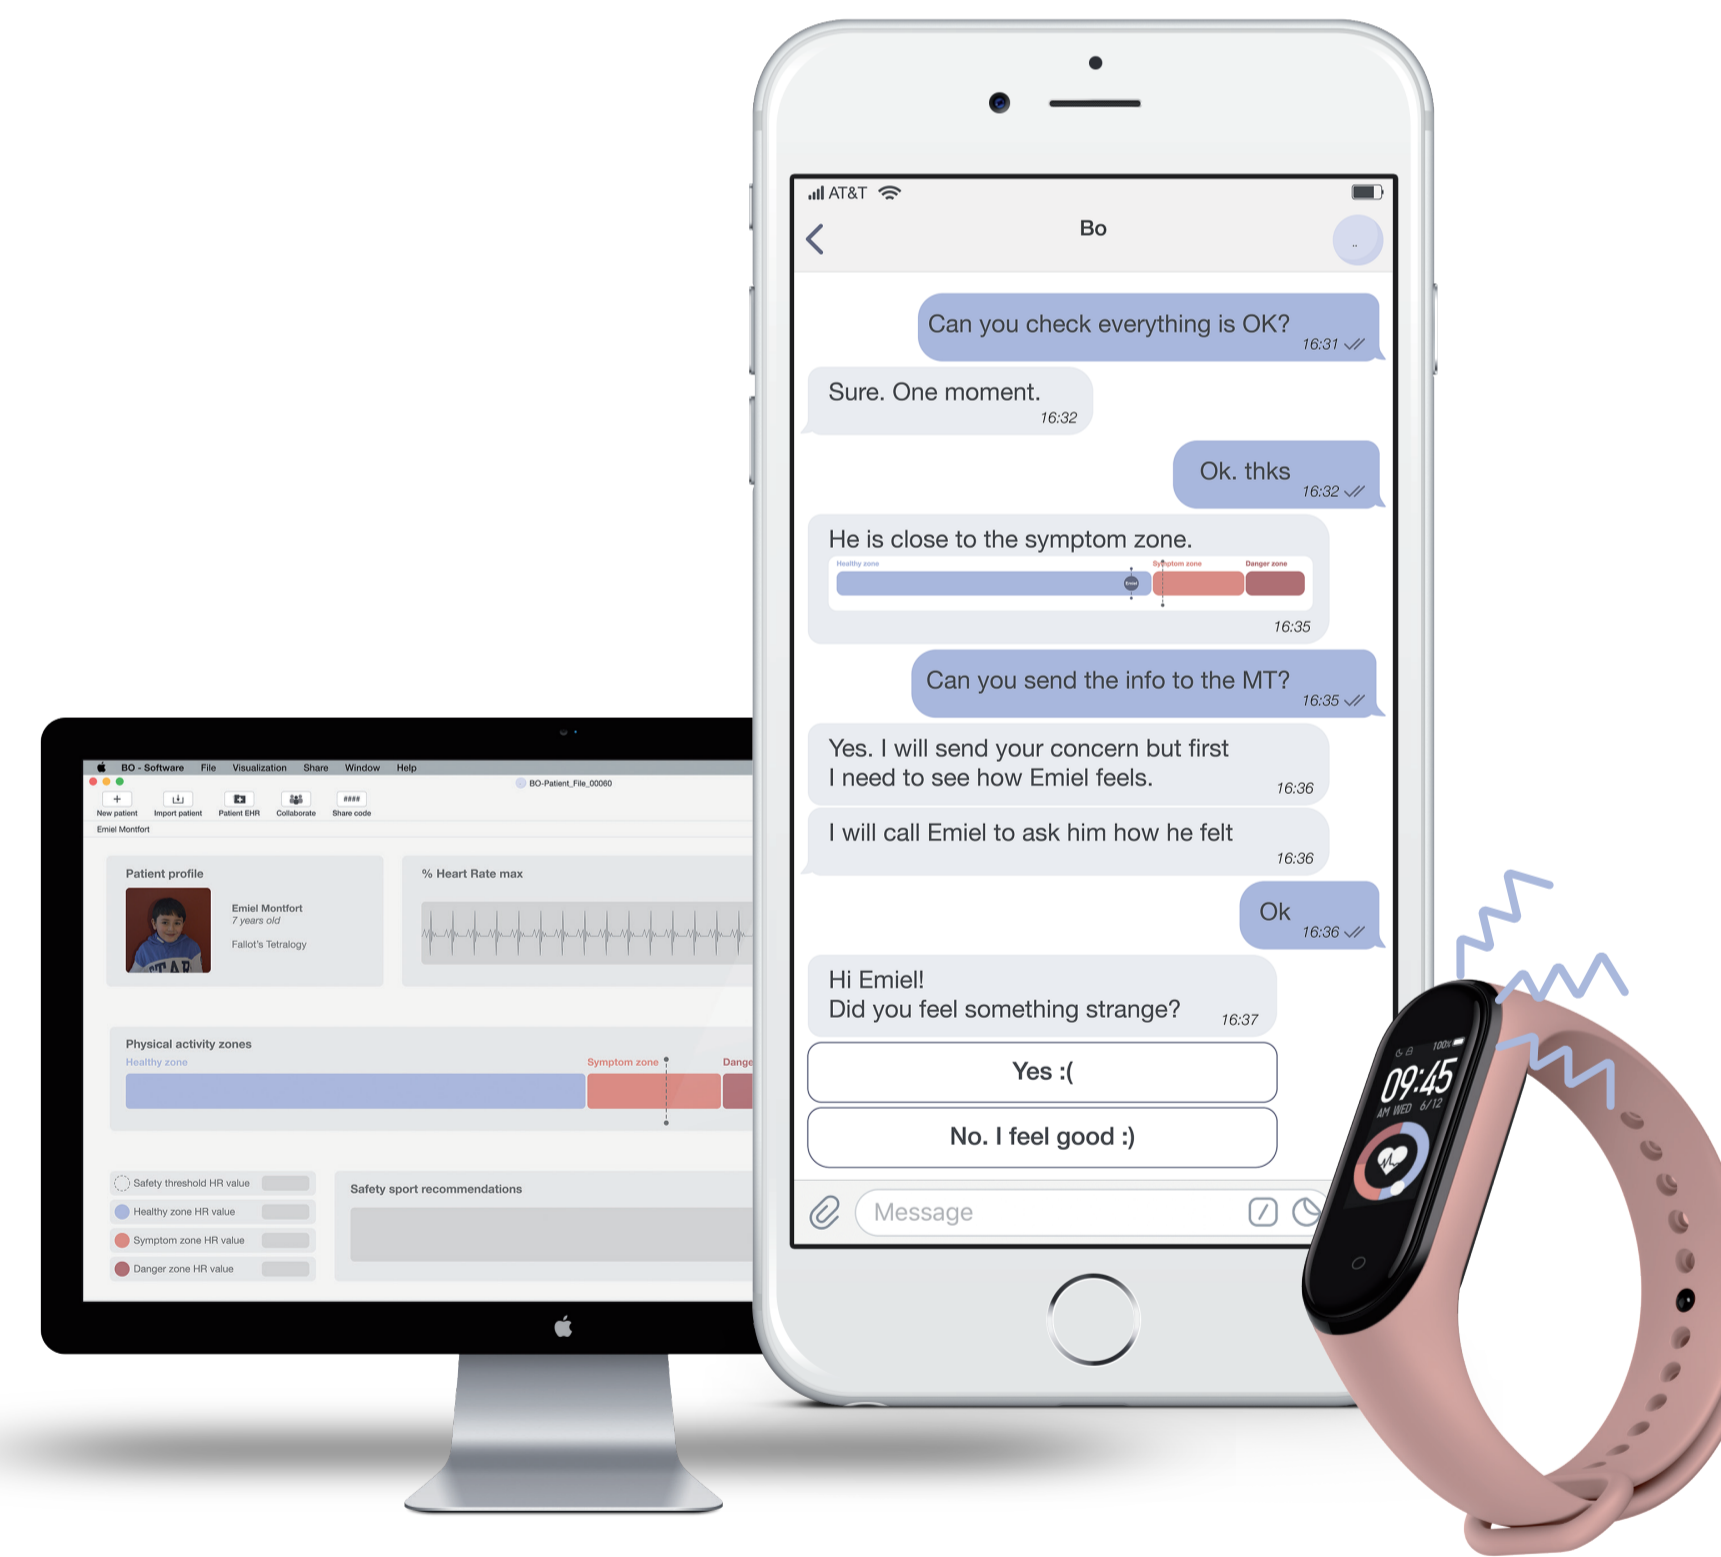 AT&T
Bo
Can you check everything is OK?
16:31
Sure. One moment.
16:32
Ok. thks
16:32
He is close to the symptom zone.
Healthy zone
Symptom zone
Danger zone
Emiel
16:35
Can you send the info to the MT?
16:35
Yes. I will send your concern but first
I need to see how Emiel feels.
16:36
I will call Emiel to ask him how he felt
16:36
Ok
16:36
Hi Emiel!
Did you feel something strange?
16:37
Yes :(
No. I feel good :)
Message
BO - Software File Visualization Share Window Help
BO-Patient_File_00060
####
New patient Import patient Patient EHR Collaborate Share code
Emiel Montfort
Patient profile
Emiel Montfort
7 years old
Fallot's Tetralogy
STAR
% Heart Rate max
Physical activity zones
Healthy zone
Symptom zone
Dange
Safety threshold HR value
Healthy zone HR value
Symptom zone HR value
Danger zone HR value
Safety sport recommendations
100%
09:45
AM WED 6/12